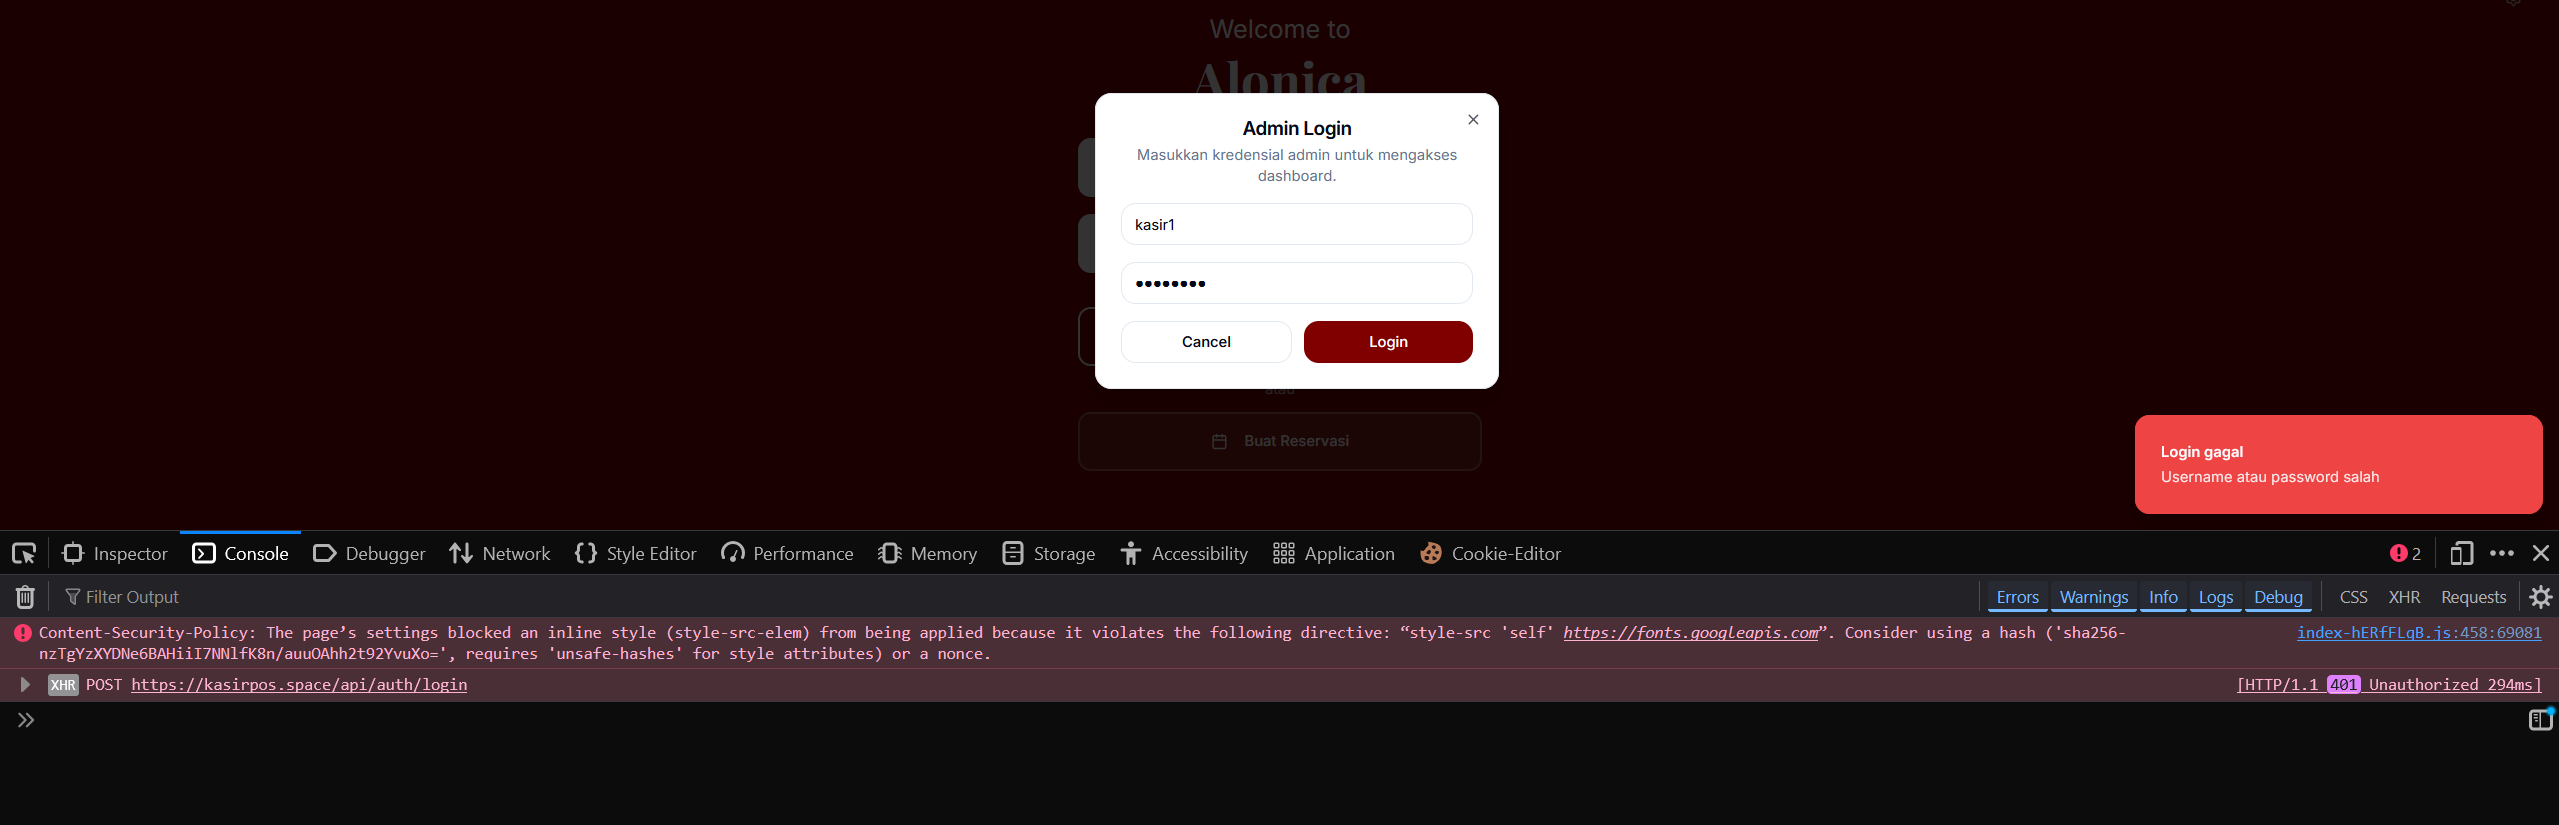 Welcome to
Alonica
Admin Login
Masukkan kredensial admin untuk mengakses
dashboard.
kasir1
••••••••
Cancel
Login
atau
Buat Reservasi
Login gagal
Username atau password salah
Inspector
Console
Debugger
Network
Style Editor
Performance
Memory
Storage
Accessibility
Application
Cookie-Editor
2
Filter Output
Errors
Warnings
Info
Logs
Debug
CSS
XHR
Requests
Content-Security-Policy: The page’s settings blocked an inline style (style-src-elem) from being applied because it violates the following directive: “style-src 'self' https://fonts.googleapis.com”. Consider using a hash ('sha256-
nzTgYzXYDNe6BAHiiI7NNlfK8n/auuOAhh2t92YvuXo=', requires 'unsafe-hashes' for style attributes) or a nonce.
index-hERfFLqB.js:458:69081
XHR POST https://kasirpos.space/api/auth/login
[HTTP/1.1 401 Unauthorized 294ms]